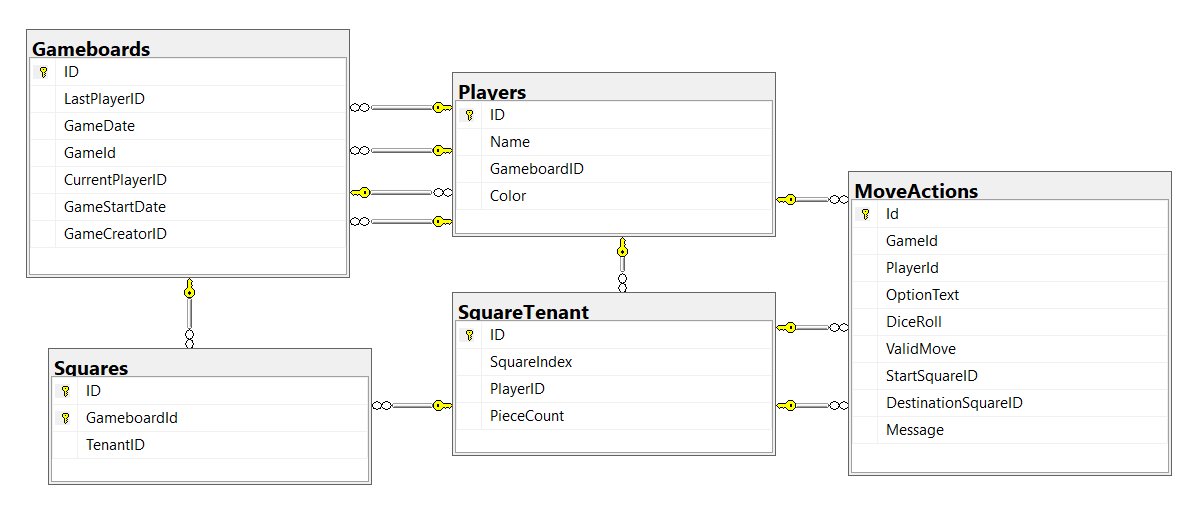 Gameboards
ID
LastPlayerID
GameDate
GameId
CurrentPlayerID
GameStartDate
GameCreatorID
Players
ID
Name
GameboardID
Color
MoveActions
Id
GameId
PlayerId
OptionText
DiceRoll
ValidMove
StartSquareID
DestinationSquareID
Message
SquareTenant
ID
SquareIndex
PlayerID
PieceCount
Squares
ID
GameboardId
TenantID